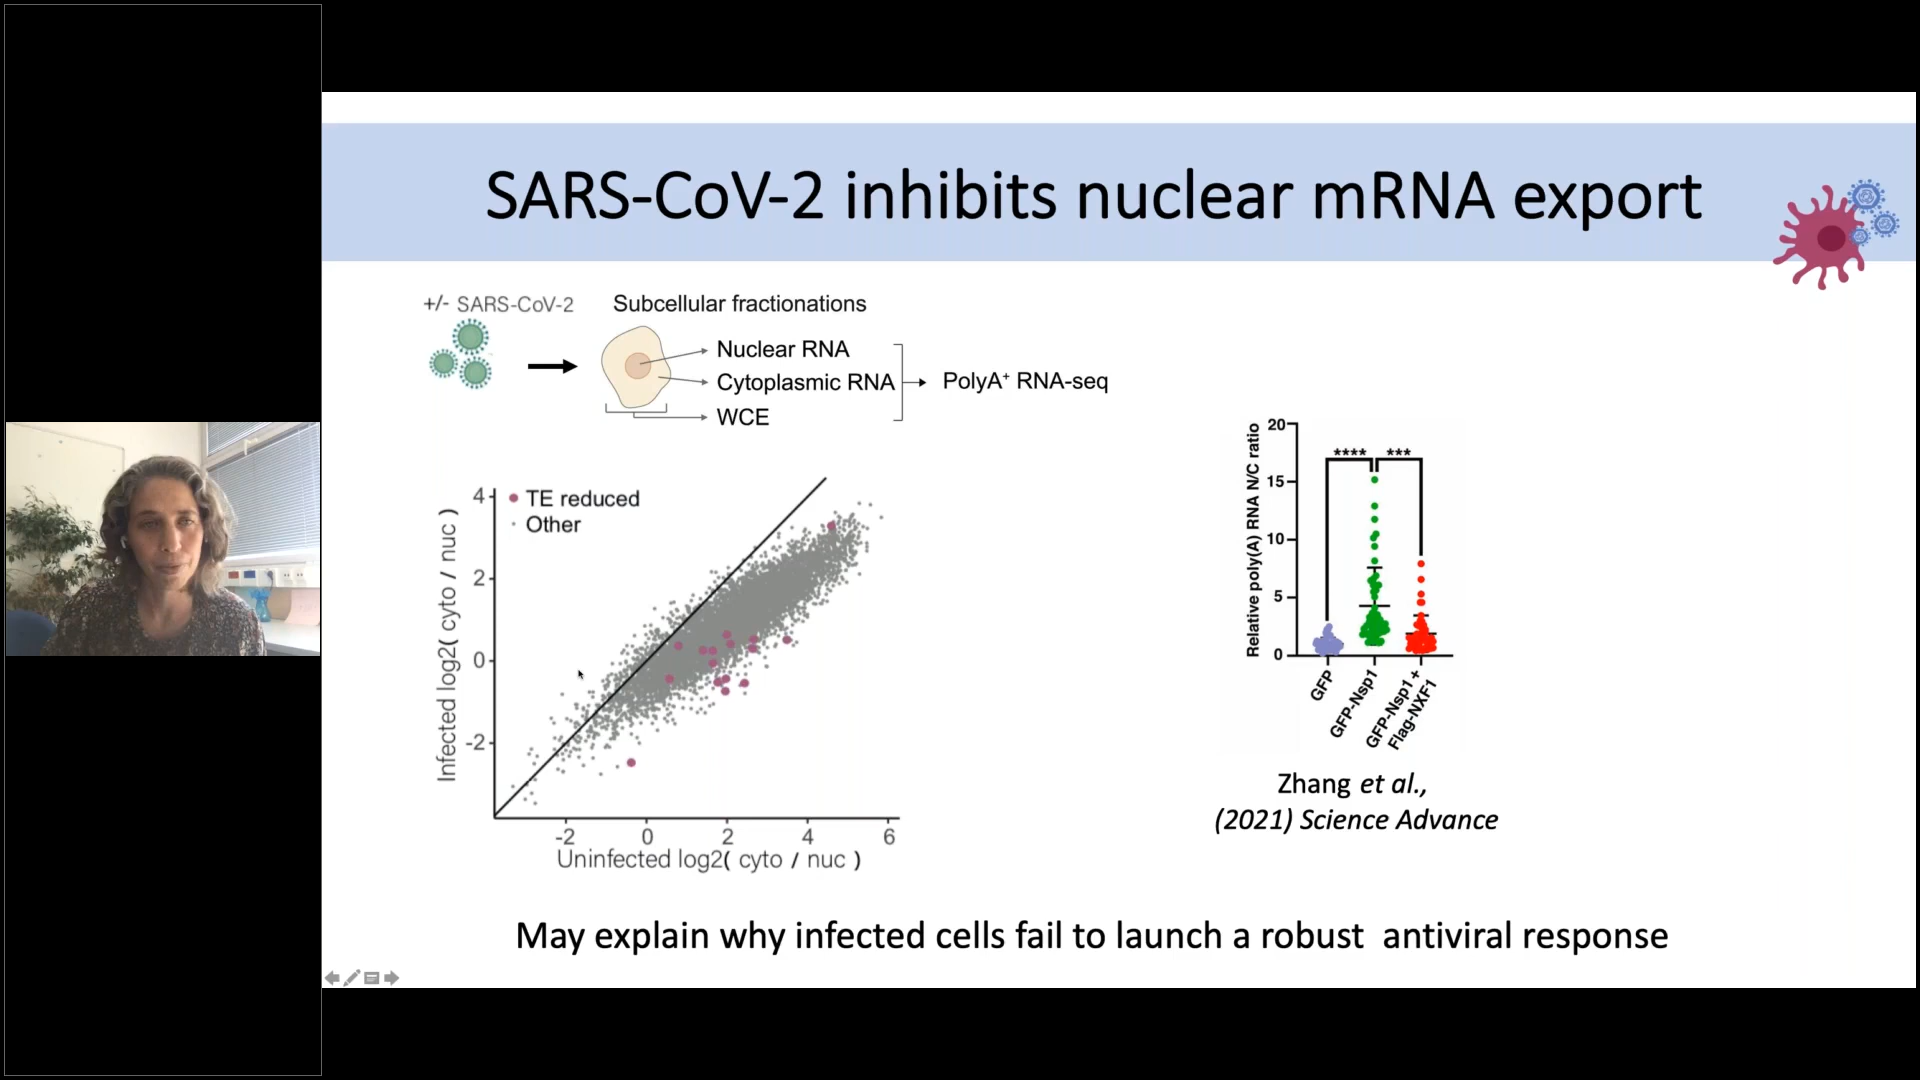 SARS-CoV-2 inhibits nuclear mRNA export
+/- SARS-CoV-2
Subcellular fractionations
Nuclear RNA
Cytoplasmic RNA
WCE
PolyA⁺ RNA-seq
TE reduced
Other
Infected log2( cyto / nuc )
4
2
0
-2
-2 0 2 4 6
Uninfected log2( cyto / nuc )
Relative poly(A) RNA N/C ratio
20
15
10
5
0
**** ***
GFP
GFP-Nsp1
GFP-Nsp1 +
Flag-NXF1
Zhang et al.,
(2021) Science Advance
May explain why infected cells fail to launch a robust  antiviral response